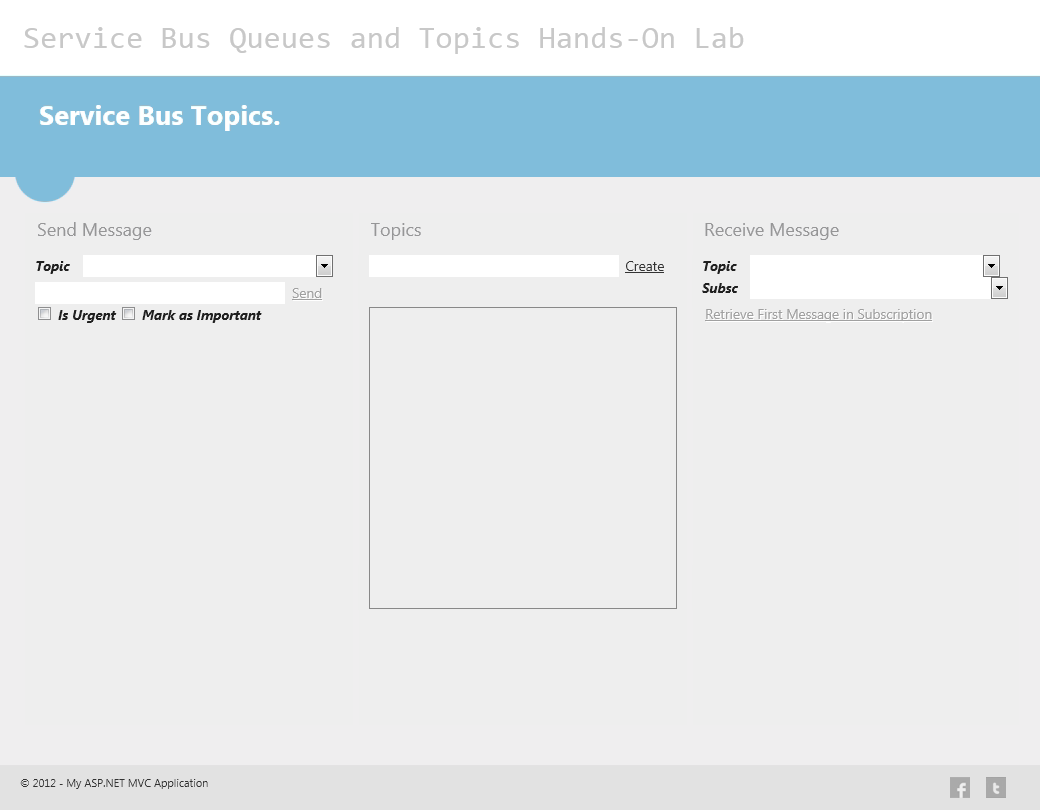 Service Bus Queues and Topics Hands-On Lab
Service Bus Topics.
Send Message
Topic
Send
Is Urgent Mark as Important
Topics
Create
Receive Message
Topic
Subsc
Retrieve First Message in Subscription
© 2012 - My ASP.NET MVC Application